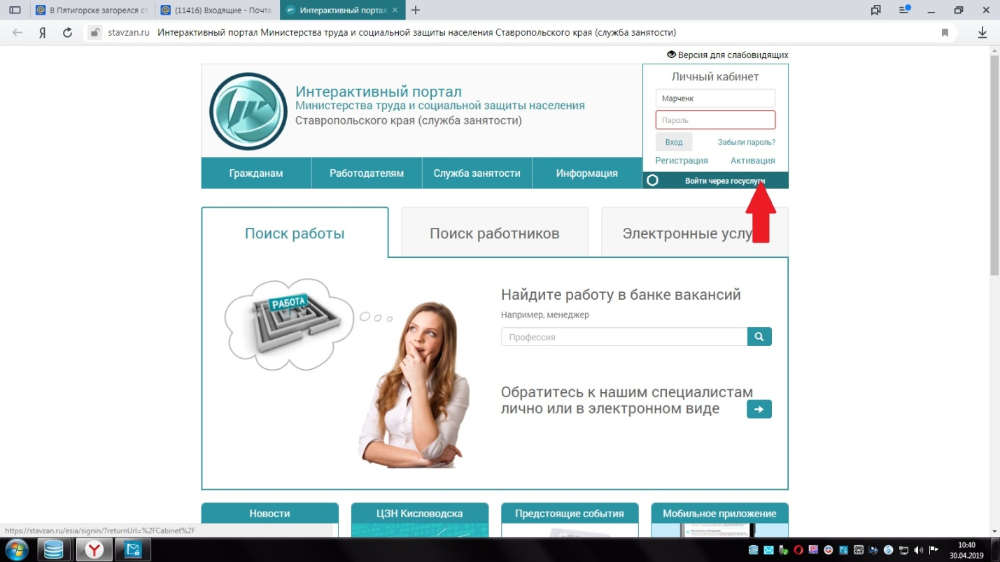 В Пятигорске загорелся ст
(11416) Входящие - Почта
Интерактивный портал
Я stavzan.ru Интерактивный портал Министерства труда и социальной защиты населения Ставропольского края (служба занятости)
Версия для слабовидящих
Интерактивный портал
Министерства труда и социальной защиты населения
Ставропольского края (служба занятости)
Личный кабинет
Марченк
Пароль
Вход Забыли пароль?
Регистрация Активация
Войти через госуслуги
Гражданам Работодателям Служба занятости Информация
Поиск работы Поиск работников Электронные услу
РАБОТА
Найдите работу в банке вакансий
Например, менеджер
Профессия
Обратитесь к нашим специалистам
лично или в электронном виде
Новости ЦЗН Кисловодска Предстоящие события Мобильное приложение
https://stavzan.ru/esia/signin/?returnUrl=%2FCabinet%2F
10:40
30.04.2019